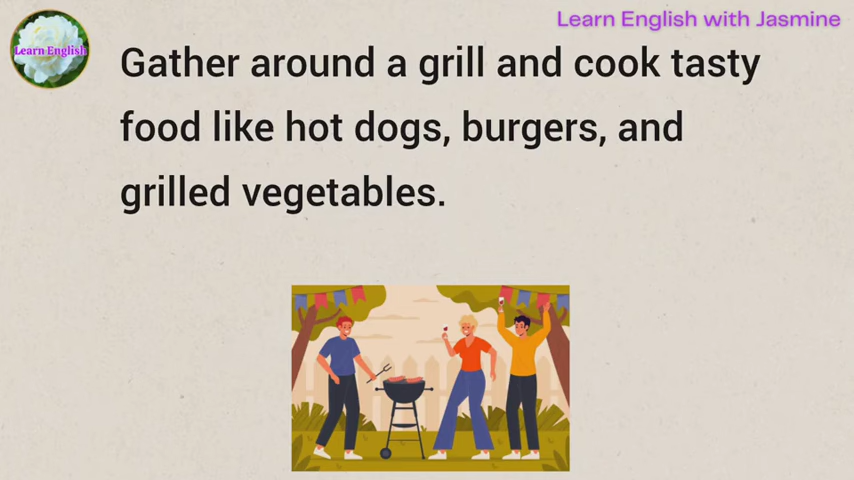 Learn English with Jasmine
Learn English
Gather around a grill and cook tasty
food like hot dogs, burgers, and
grilled vegetables.